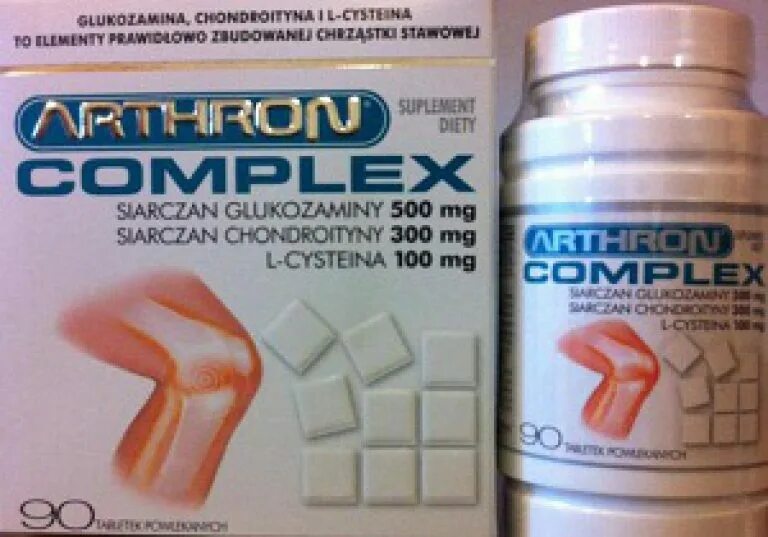 GLUKOZAMINA, CHONDROITYNA I L-CYSTEINA
TO ELEMENTY PRAWIDŁOWO ZBUDOWANEJ CHRZĄSTKI STAWOWEJ
ARTHRON®
SUPLEMENT
DIETY
COMPLEX
SIARCZAN GLUKOZAMINY 500 mg
SIARCZAN CHONDROITYNY 300 mg
L-CYSTEINA 100 mg
90 TABLETEK POWLEKANYCH
ARTHRON
COMPLEX
SIARCZAN GLUKOZAMINY 500 mg
SIARCZAN CHONDROITYNY 300 mg
L-CYSTEINA 100 mg
90 TABLETEK POWLEKANYCH